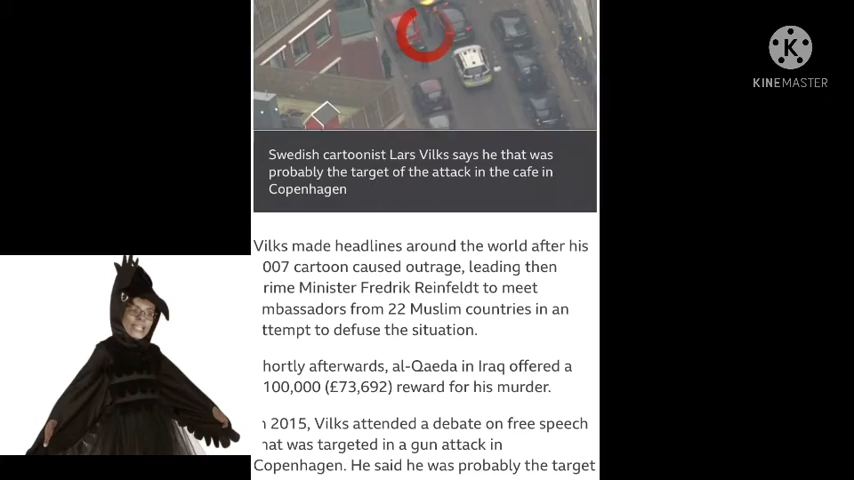 KINEMASTER
Swedish cartoonist Lars Vilks says he that was
probably the target of the attack in the cafe in
Copenhagen
Vilks made headlines around the world after his
007 cartoon caused outrage, leading then
rime Minister Fredrik Reinfeldt to meet
mbassadors from 22 Muslim countries in an
ttempt to defuse the situation.
hortly afterwards, al-Qaeda in Iraq offered a
100,000 (£73,692) reward for his murder.
n 2015, Vilks attended a debate on free speech
hat was targeted in a gun attack in
Copenhagen. He said he was probably the target